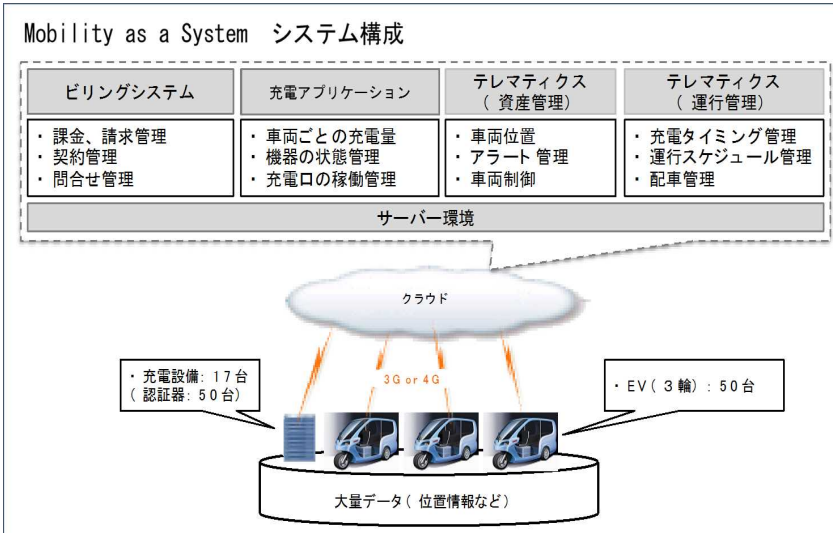 Mobility as a System システム構成
ビリングシステム
・ 課金、請求管理
・ 契約管理
・ 問合せ管理
充電アプリケーション
・ 車両ごとの充電量
・ 機器の状態管理
・ 充電口の稼働管理
テレマティクス
（ 資産管理）
・ 車両位置
・ アラート 管理
・ 車両制御
テレマティクス
（ 運行管理）
・ 充電タイミング管理
・ 運行スケジュール管理
・ 配車管理
サーバー環境
クラウド
3G or 4G
・ 充電設備: 17台
（ 認証器: 50台）
・ EV（ 3輪）: 50台
大量データ（ 位置情報など）